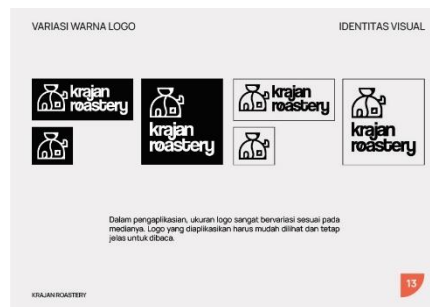 VARIASI WARNA LOGO
IDENTITAS VISUAL
krajan
roastery
krajan
roastery
krajan
roastery
krajan
roastery
Dalam pengaplikasian, ukuran logo sangat bervariasi sesuai pada
medianya. Logo yang diaplikasikan harus mudah dilihat dan tetap
jelas untuk dibaca.
KRAJAN ROASTERY
13